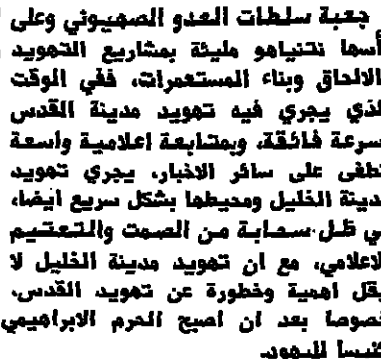 جعبة سلطات العدو الصهيوني وعلى
أسها نتنياهو مليئة بمشاريع التهويد
الالحاق وبناء المستعمرات، ففي الوقت
لذي يجري فيه تهويد مدينة القدس
سرعة فائقة، وبمتابعة اعلامية واسعة
طغى على سائر الاخبار، يجري تهويد
دينة الخليل ومحيطها بشكل سريع ايضا،
ي ظل سحابة من الصمت والتعتيم
لاعلامي، مع ان تهويد مدينة الخليل لا
يقل اهمية وخطورة عن تهويد القدس،
خصوصا بعد ان اصبح الحرم الابراهيمي
كنيسا لليهود.